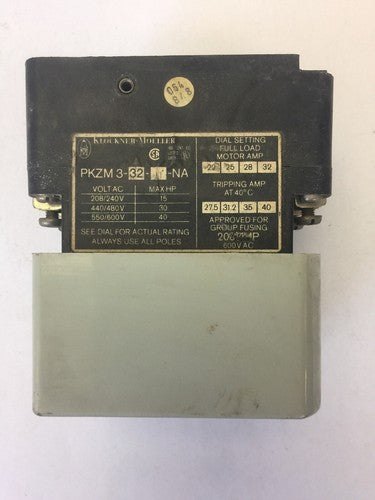 KLOCKNER-MOELLER
PKZM 3-32- -NA
VOLT AC MAX HP
208/240V 15
440/480V 30
550/600V 40
SEE DIAL FOR ACTUAL RATING
ALWAYS USE ALL POLES
DIAL SETTING
FULL LOAD
MOTOR AMP
25 28 32
TRIPPING AMP
AT 40°C
27.5 31.2 35 40
APPROVED FOR
GROUP FUSING
600 V AC